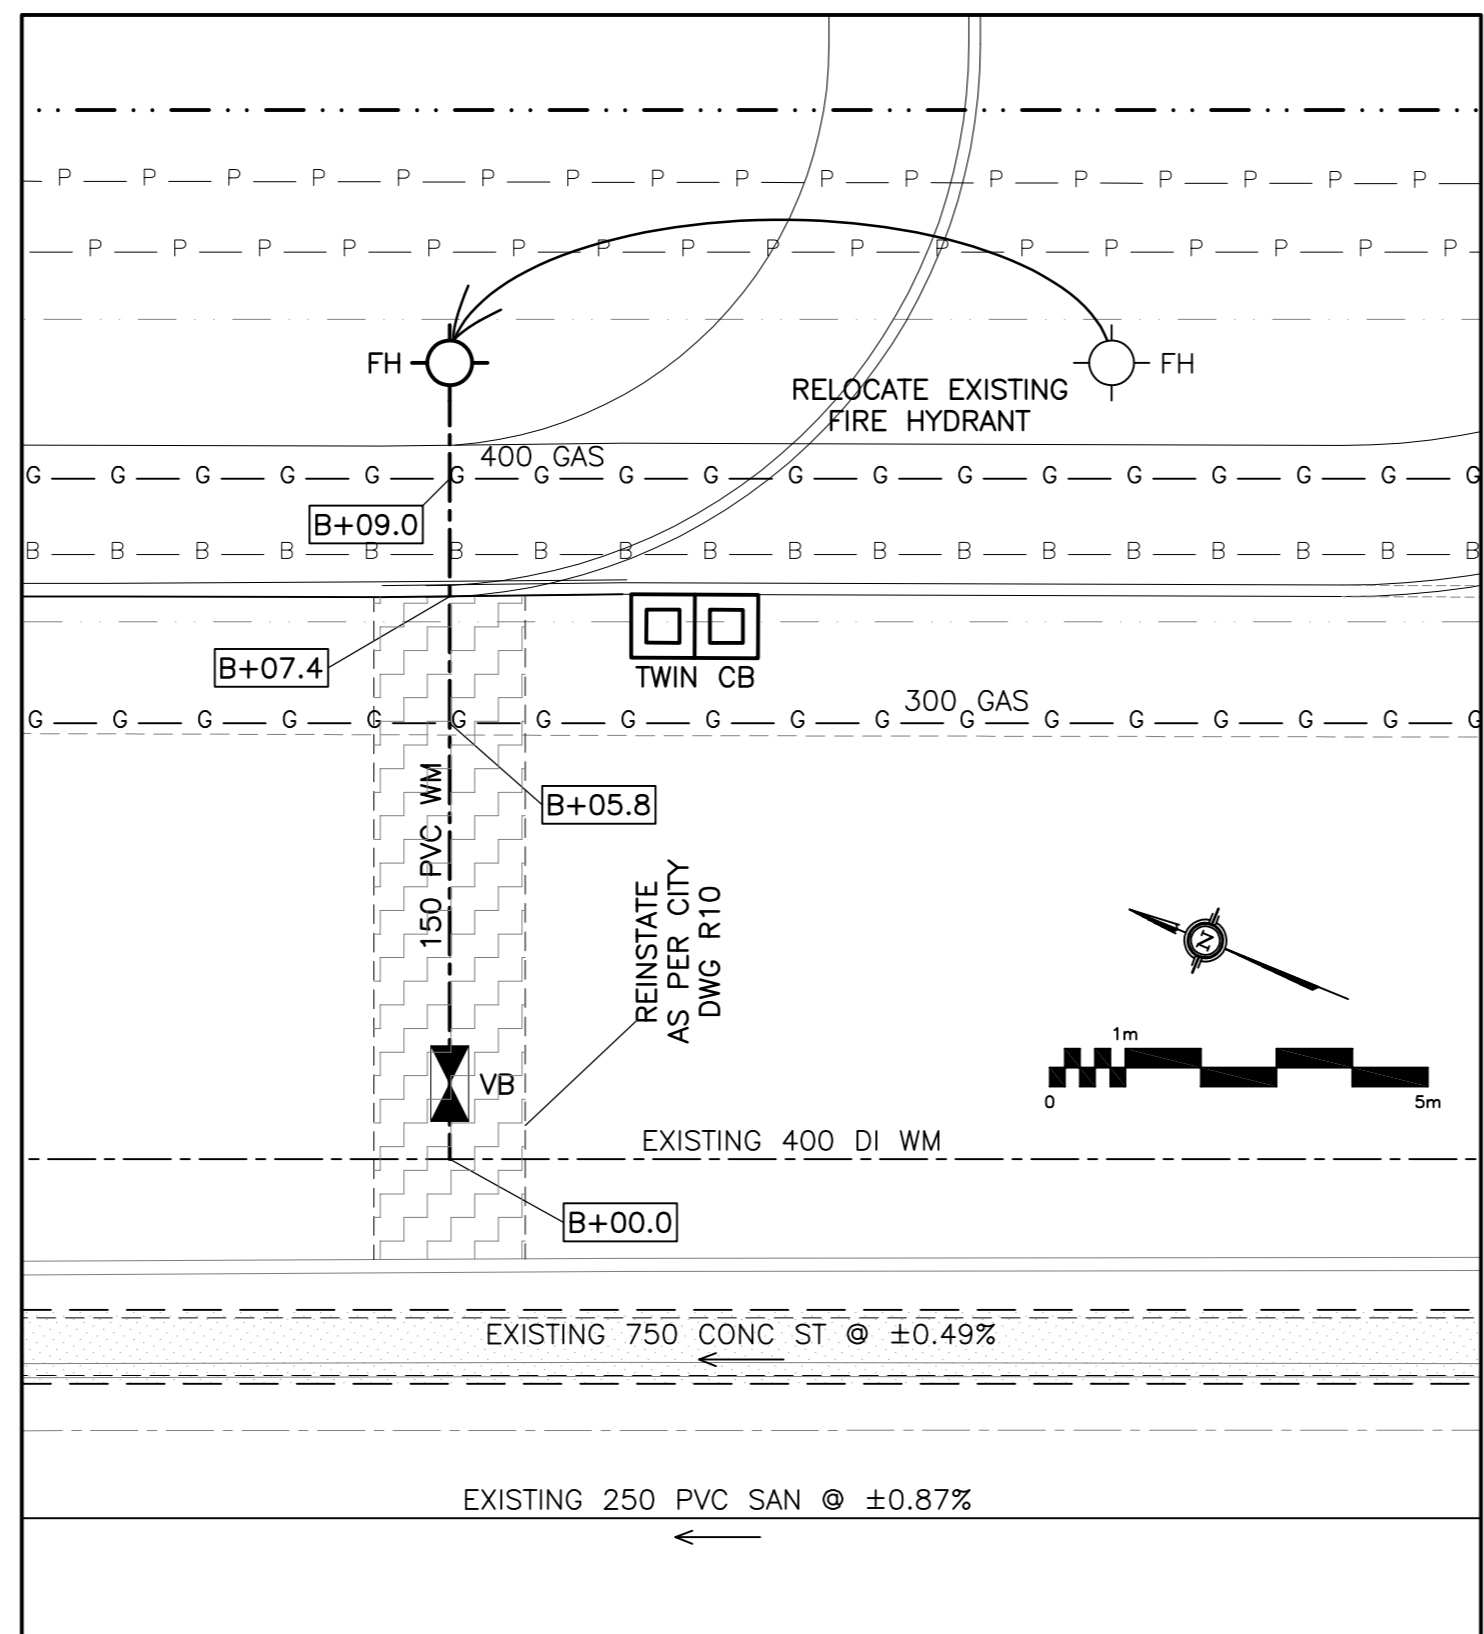 P P P P P P P P P P P P P P P P P
P P P P P P P P P P P P P P P P P
FH
FH
RELOCATE EXISTING
FIRE HYDRANT
400 GAS
G G G G G G G G G G G G G G G G G G
B+09.0
B B B B B B B B B B B B B B B B B B
B+07.4
TWIN CB
300 GAS
G G G G G G G G G G G G G G G G G G
B+05.8
150 PVC WM
REINSTATE
AS PER CITY
DWG R10
N
1m
0
5m
VB
EXISTING 400 DI WM
B+00.0
EXISTING 750 CONC ST @ ±0.49%
EXISTING 250 PVC SAN @ ±0.87%